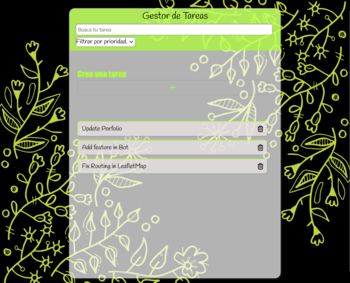 Gestor de Tareas
Busca tu tarea
Filtrar por prioridad
Crea una tarea
+
Update Porfolio
Add feature in Bot
Fix Routing in LeafletMap